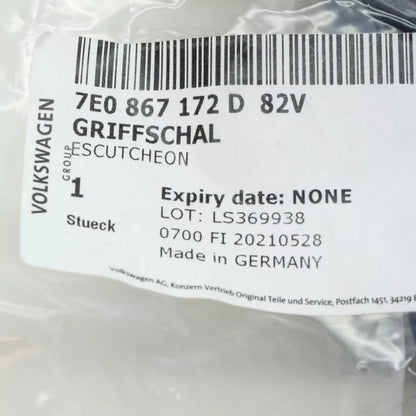 7E0 867 172 D 82V
GRIFFSCHAL
ESCUTCHEON
VOLKSWAGEN
GROUP
1
Stueck
Expiry date: NONE
LOT: LS369938
0700 FI 20210528
Made in GERMANY
Volkswagen AG, Konzern Vertrieb Original Teile und Service, Postfach 1451, 34219 B